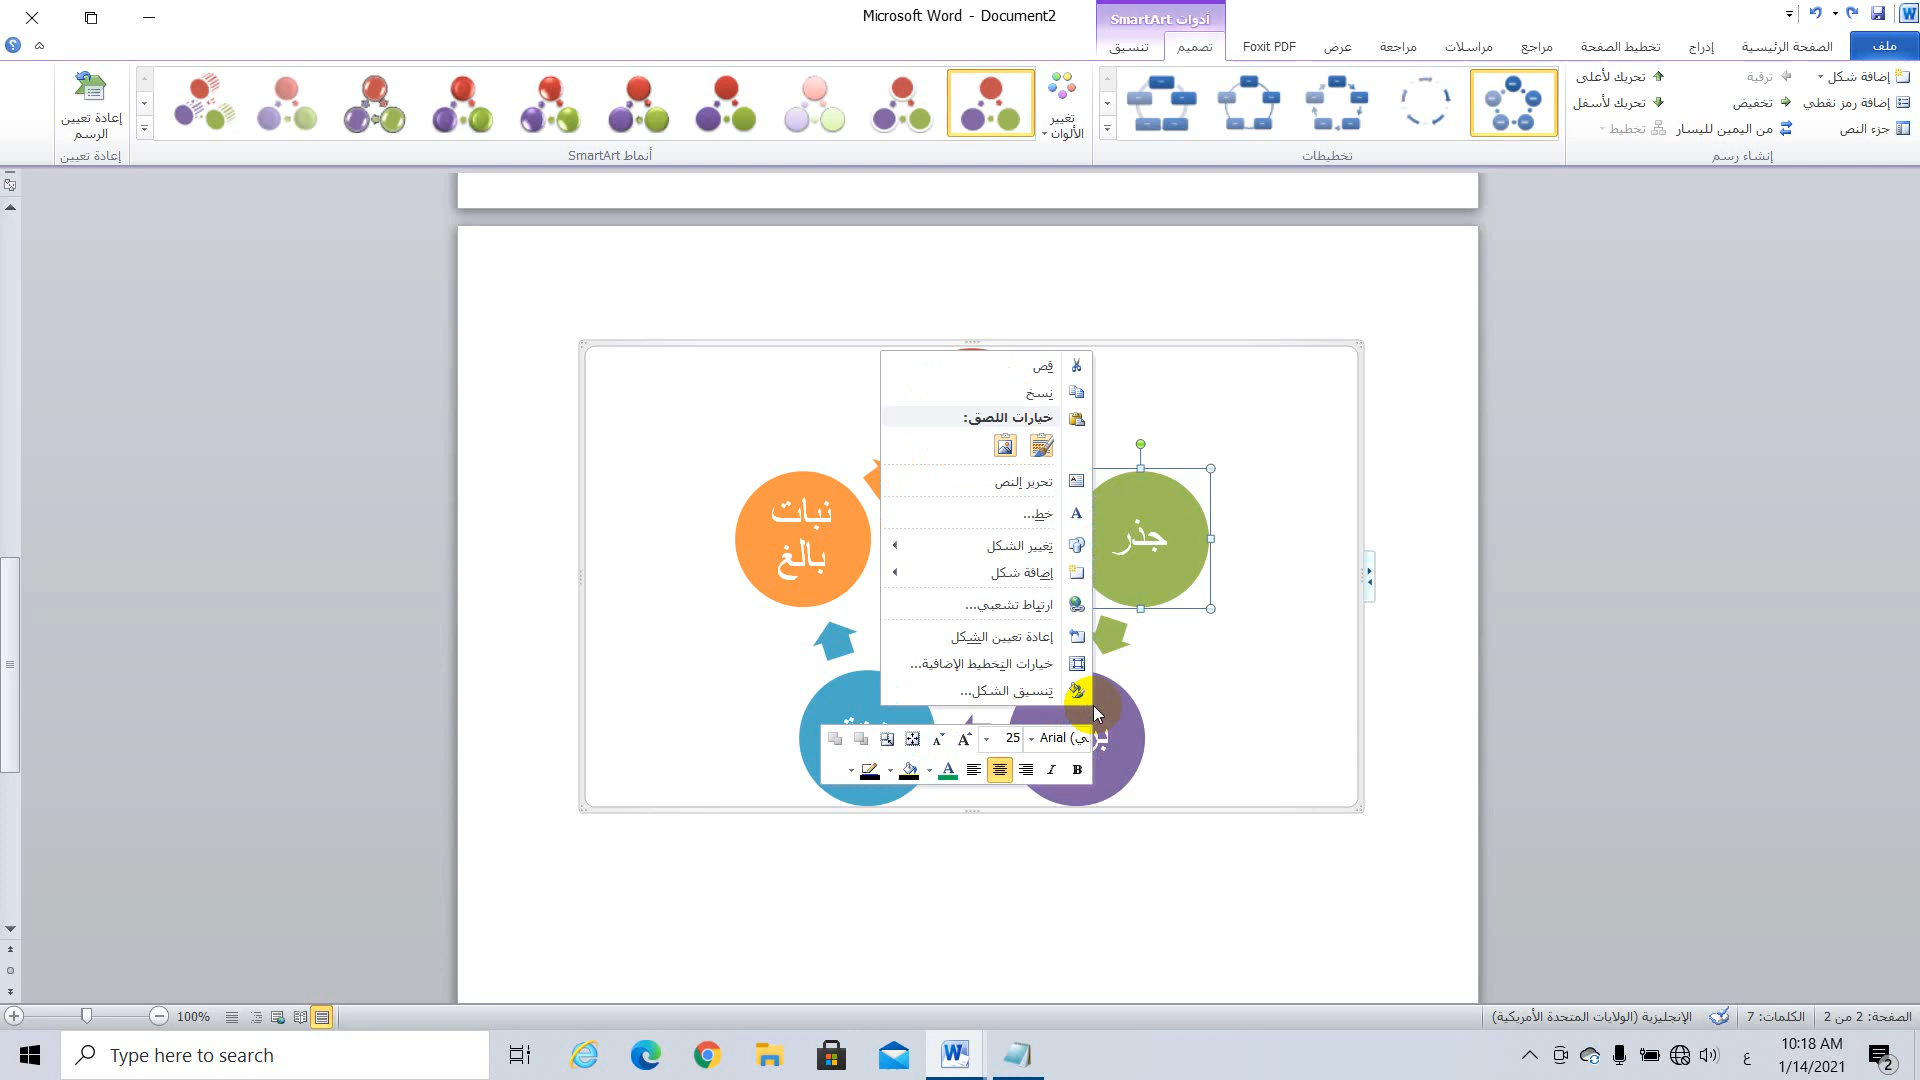 Microsoft Word - Document2
أدوات SmartArt
ملف
الصفحة الرئيسية
إدراج
تخطيط الصفحة
مراجع
مراسلات
مراجعة
عرض
Foxit PDF
تصميم
تنسيق
إضافة شكل
إضافة رمز نقطي
جزء النص
ترقية
تخفيض
من اليمين لليسار
تحريك لأعلى
تحريك لأسفل
تخطيط
إنشاء رسم
تخطيطات
تغيير
الألوان
أنماط SmartArt
إعادة تعيين
الرسم
إعادة تعيين
قص
نسخ
خيارات اللصق:
تحرير النص
خط...
تغيير الشكل
إضافة شكل
ارتباط تشعبي...
إعادة تعيين الشكل
خيارات التخطيط الإضافية...
تنسيق الشكل...
جذر
نبات
بالغ
25
Arial
الصفحة: 2 من 2
الكلمات: 7
الإنجليزية (الولايات المتحدة الأمريكية)
100%
Type here to search
ع
10:18 AM
1/14/2021
2